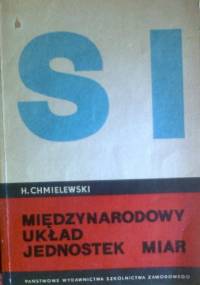 SI
H. CHMIELEWSKI
MIĘDZYNARODOWY
UKŁAD
JEDNOSTEK MIAR
PAŃSTWOWE WYDAWNICTWA SZKOLNICTWA ZAWODOWEGO